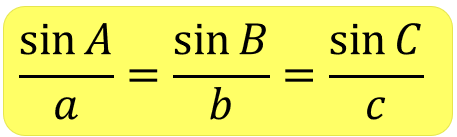 sin A / a = sin B / b = sin C / c